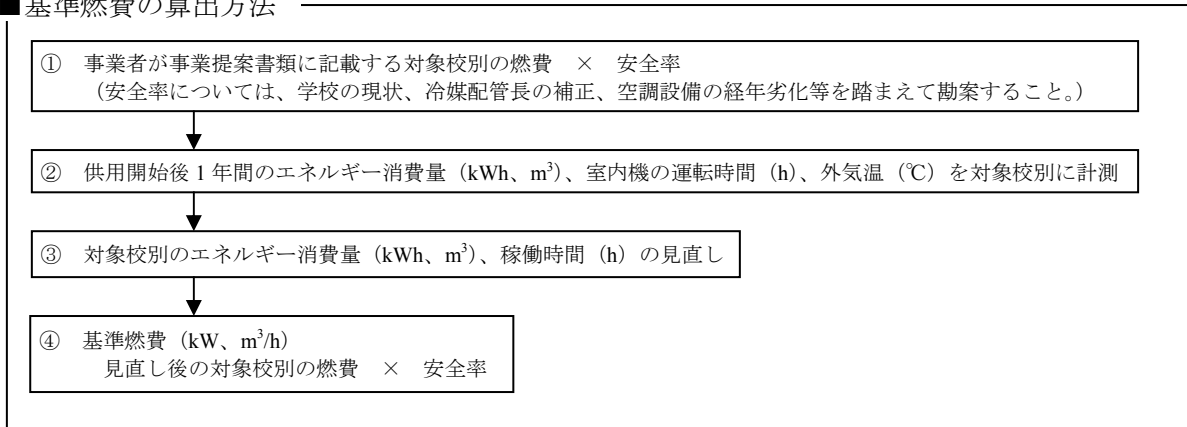 ■基準燃費の算出方法
① 事業者が事業提案書類に記載する対象校別の燃費 × 安全率
（安全率については、学校の現状、冷媒配管長の補正、空調設備の経年劣化等を踏まえて勘案すること。）
② 供用開始後 1 年間のエネルギー消費量（kWh、m³）、室内機の運転時間（h）、外気温（℃）を対象校別に計測
③ 対象校別のエネルギー消費量（kWh、m³）、稼働時間（h）の見直し
④ 基準燃費（kW、m³/h）
見直し後の対象校別の燃費 × 安全率